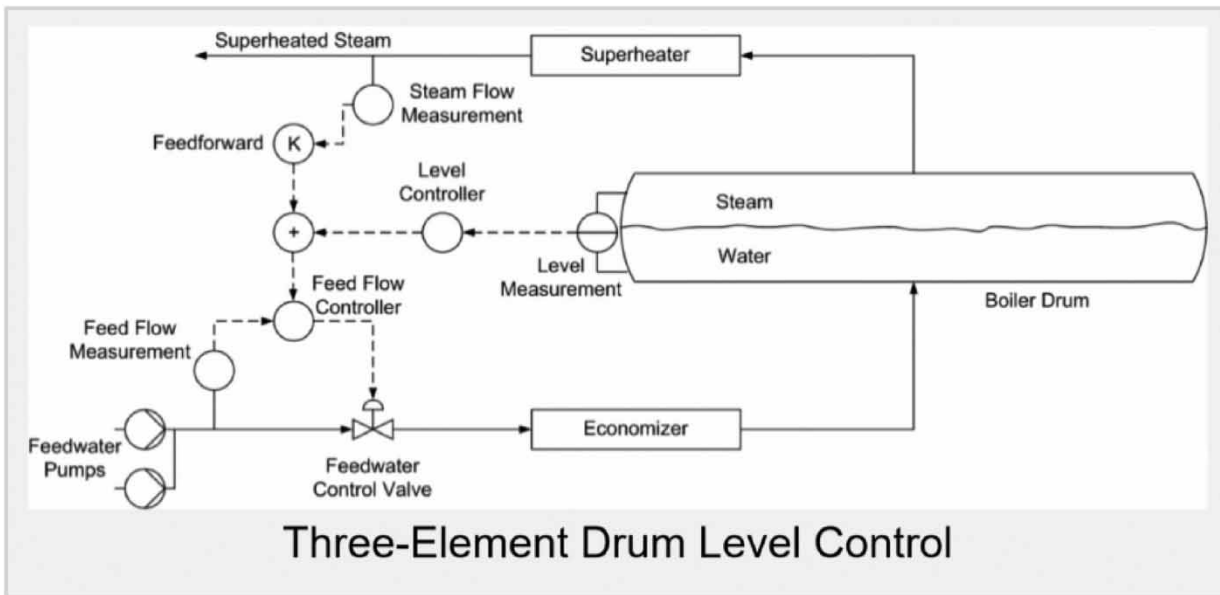 Superheated Steam
Superheater
Steam Flow
Measurement
Feedforward
K
Level
Controller
Steam
+
Water
Level
Measurement
Feed Flow
Controller
Boiler Drum
Feed Flow
Measurement
Economizer
Feedwater
Pumps
Feedwater
Control Valve
Three-Element Drum Level Control